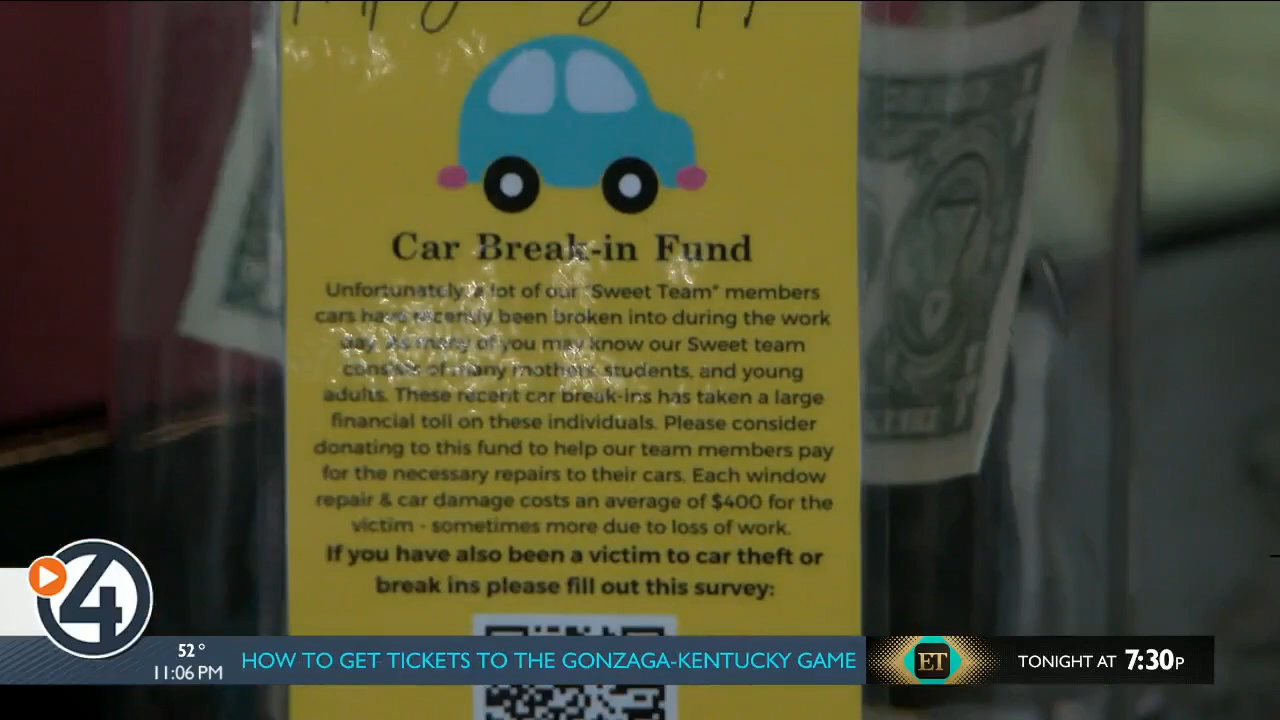 Car Break-in Fund
Unfortunately, a lot of our "Sweet Team" members
cars have recently been broken into during the work
day. As many of you may know our Sweet team
consists of many mothers, students, and young
adults. These recent car break-ins has taken a large
financial toll on these individuals. Please consider
donating to this fund to help our team members pay
for the necessary repairs to their cars. Each window
repair & car damage costs an average of $400 for the
victim - sometimes more due to loss of work.
If you have also been a victim to car theft or
break ins please fill out this survey:
4
52°
11:06 PM
HOW TO GET TICKETS TO THE GONZAGA-KENTUCKY GAME
ET
TONIGHT AT 7:30P